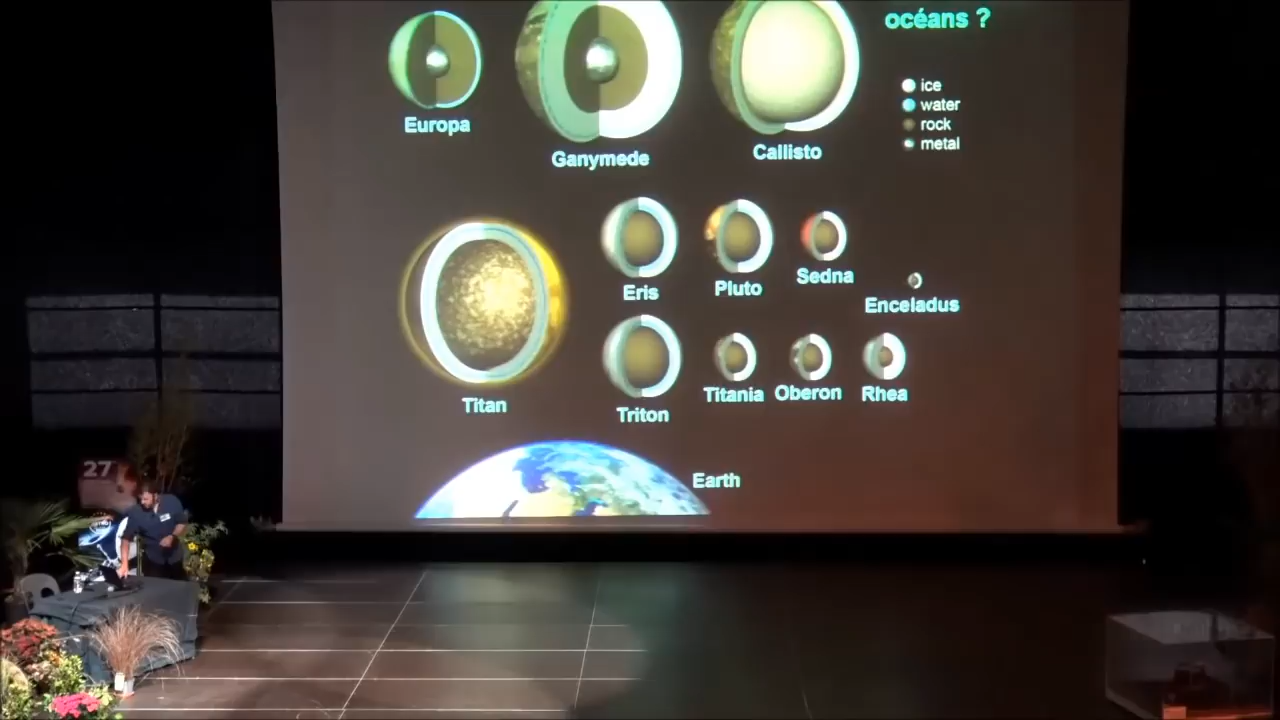 océans ?
ice
water
rock
metal
Europa
Ganymede
Callisto
Eris
Pluto
Sedna
Enceladus
Titan
Triton
Titania
Oberon
Rhea
Earth
27